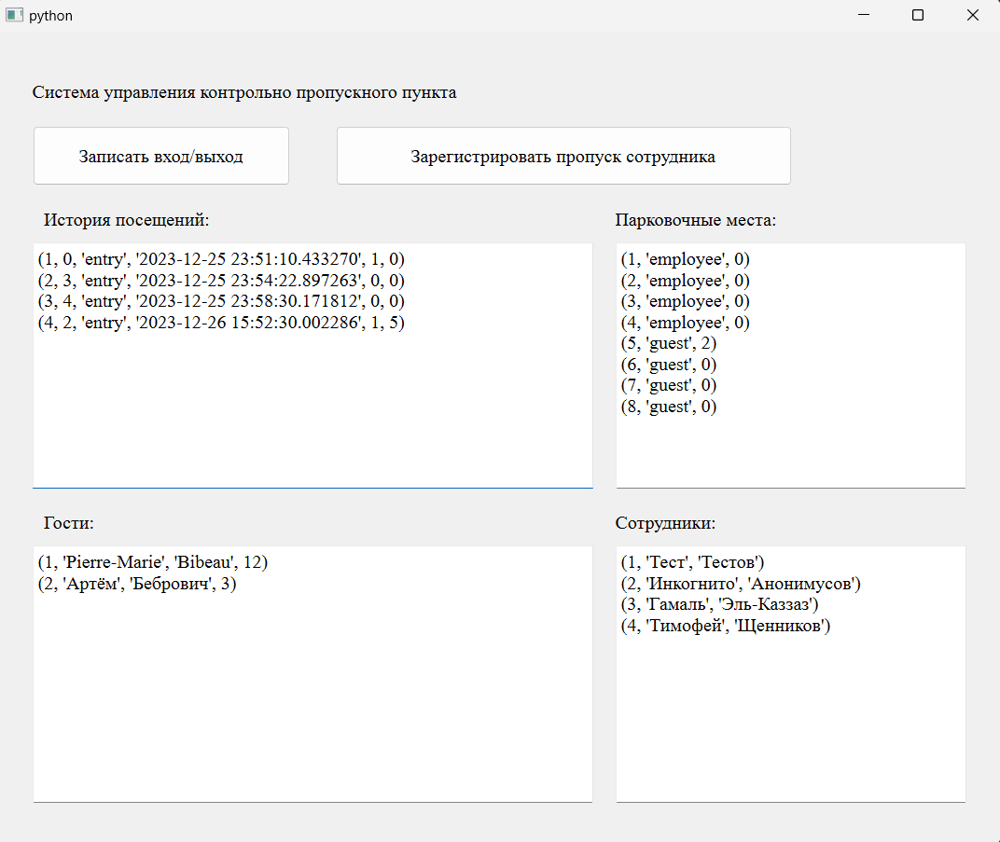 python
Система управления контрольно пропускного пункта
Записать вход/выход
Зарегистрировать пропуск сотрудника
История посещений:
(1, 0, 'entry', '2023-12-25 23:51:10.433270', 1, 0)
(2, 3, 'entry', '2023-12-25 23:54:22.897263', 0, 0)
(3, 4, 'entry', '2023-12-25 23:58:30.171812', 0, 0)
(4, 2, 'entry', '2023-12-26 15:52:30.002286', 1, 5)
Парковочные места:
(1, 'employee', 0)
(2, 'employee', 0)
(3, 'employee', 0)
(4, 'employee', 0)
(5, 'guest', 2)
(6, 'guest', 0)
(7, 'guest', 0)
(8, 'guest', 0)
Гости:
(1, 'Pierre-Marie', 'Bibeau', 12)
(2, 'Артём', 'Бебрович', 3)
Сотрудники:
(1, 'Тест', 'Тестов')
(2, 'Инкогнито', 'Анонимусов')
(3, 'Гамаль', 'Эль-Каззаз')
(4, 'Тимофей', 'Щенников')